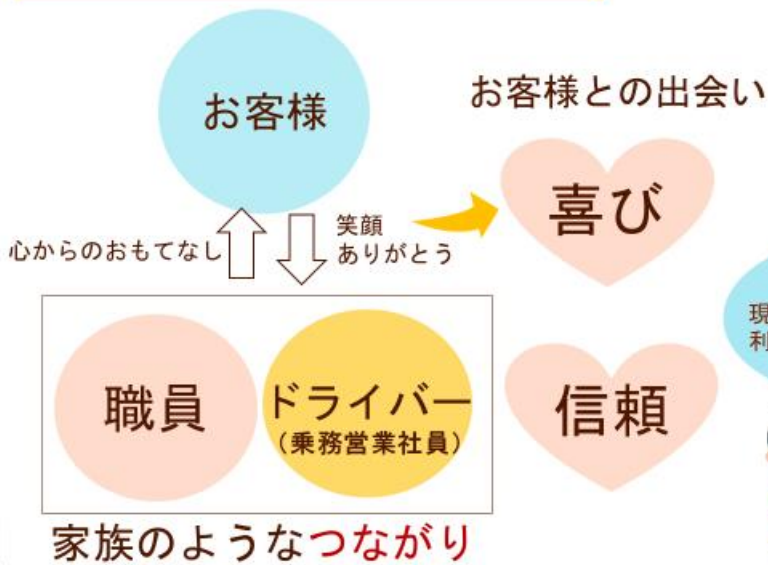 お客様
お客様との出会い
喜び
心からのおもてなし
笑顔
ありがとう
現
利
職員
ドライバー
(乗務営業社員)
信頼
家族のようなつながり